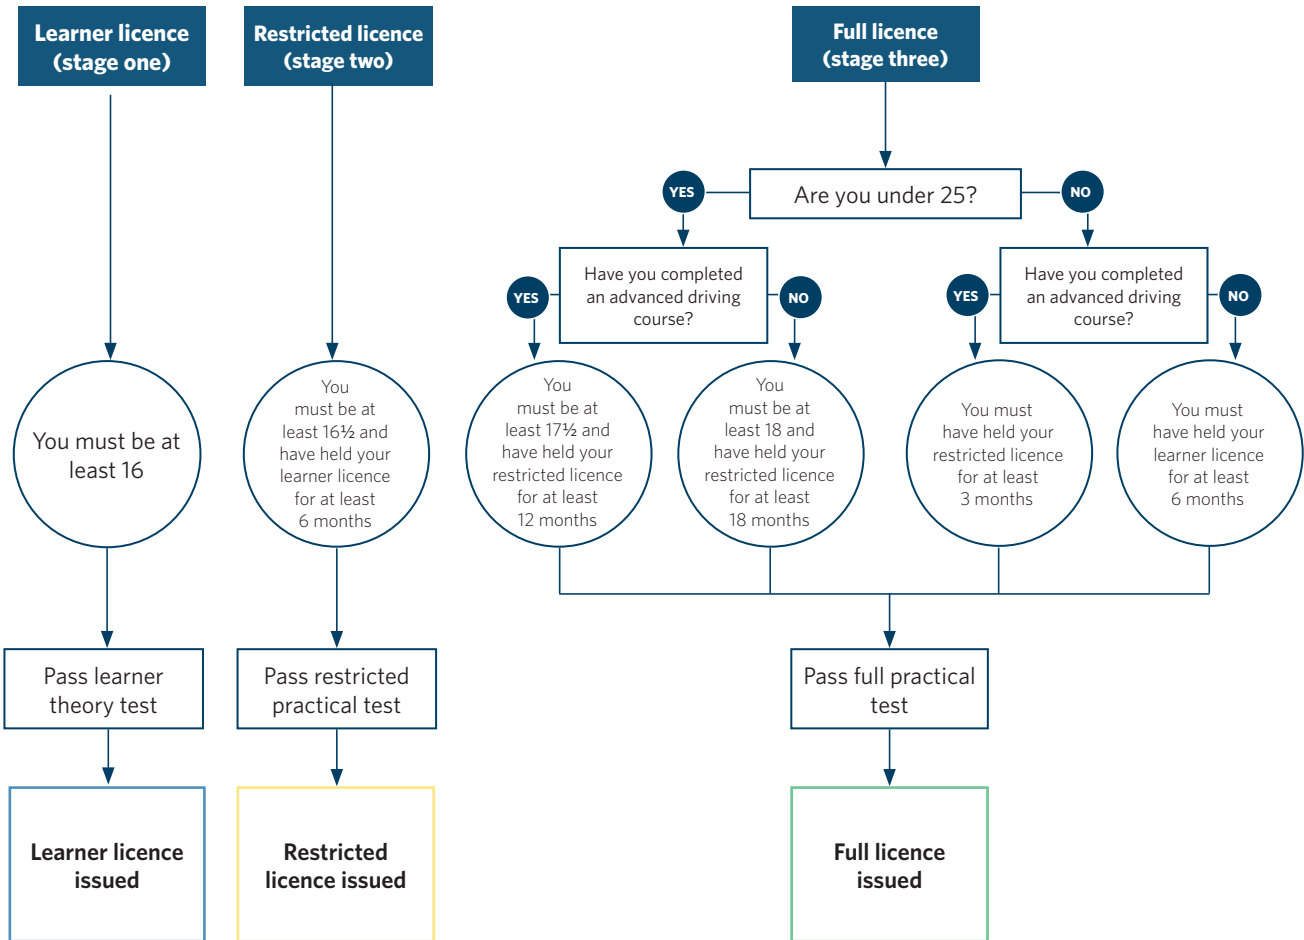 Learner licence
(stage one)
Restricted licence
(stage two)
Full licence
(stage three)
Are you under 25?
YES
NO
Have you completed
an advanced driving
course?
YES
NO
Have you completed
an advanced driving
course?
YES
NO
You must be at
least 16
You
must be at
least 16½ and
have held your
learner licence
for at least
6 months
You
must be at
least 17½ and
have held your
restricted licence
for at least
12 months
You
must be at
least 18 and
have held your
restricted licence
for at least
18 months
You must
have held your
restricted licence
for at least
3 months
You must
have held your
learner licence
for at least
6 months
Pass learner
theory test
Pass restricted
practical test
Pass full practical
test
Learner licence
issued
Restricted
licence issued
Full licence
issued